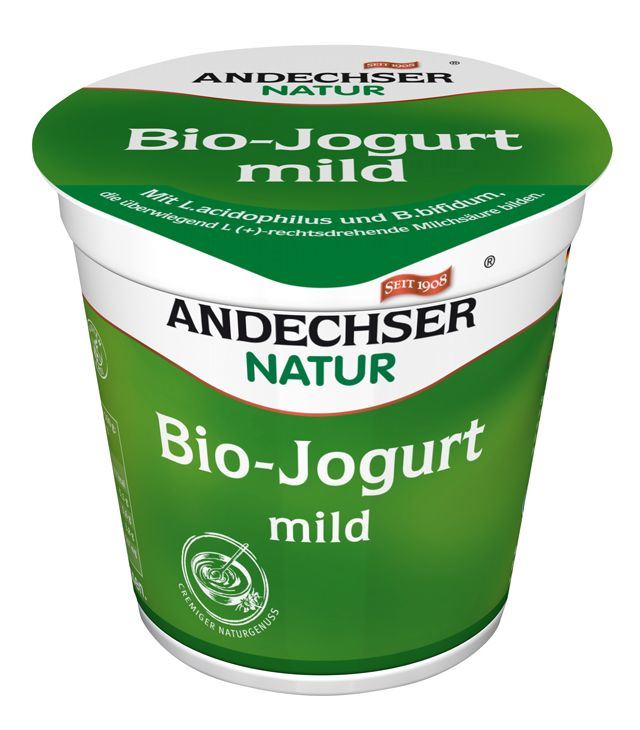 SEIT 1908
®
ANDECHSER
NATUR
Bio-Jogurt
mild
Mit L.acidophilus und B.bifidum,
die überwiegend L (+)-rechtsdrehende Milchsäure bilden.
SEIT 1908
®
ANDECHSER
NATUR
Bio-Jogurt
mild
CREMIGER NATURGENUSS